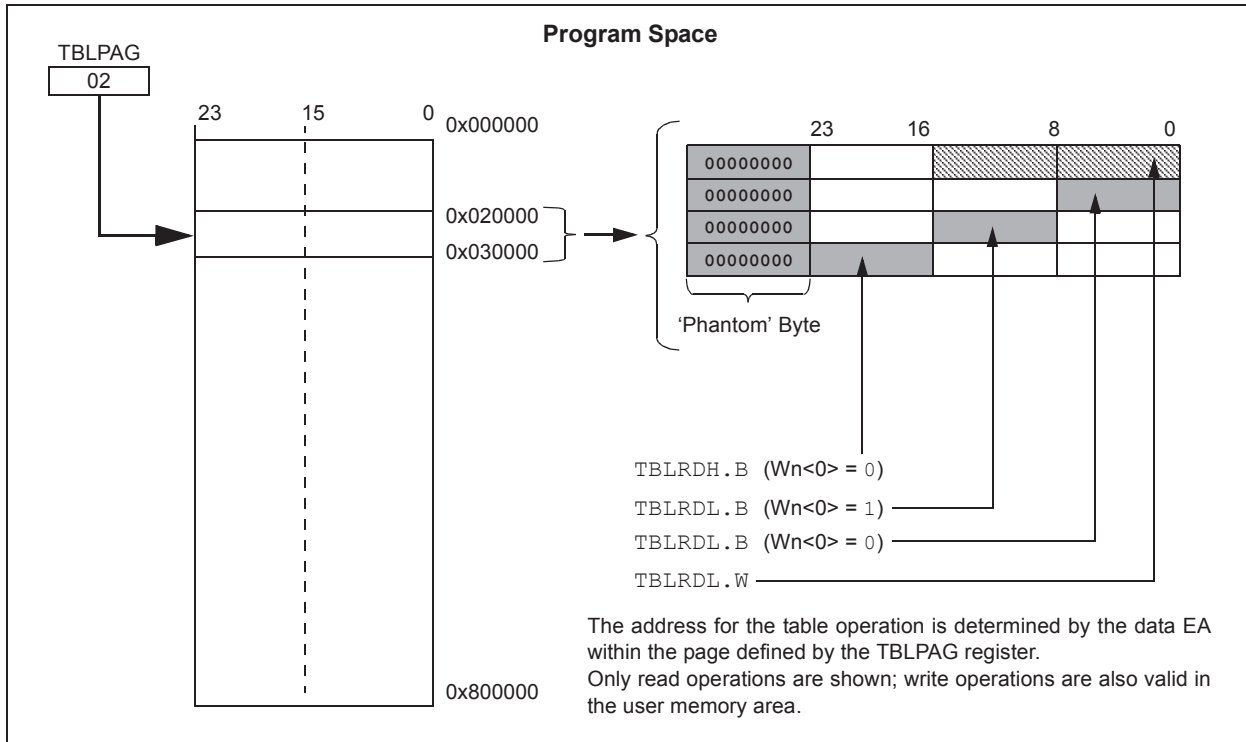 Program Space
TBLPAG
02
23 15 0
0x000000
0x020000
0x030000
0x800000
23 16 8 0
00000000
00000000
00000000
00000000
‘Phantom’ Byte
TBLRDH.B (Wn<0> = 0)
TBLRDL.B (Wn<0> = 1)
TBLRDL.B (Wn<0> = 0)
TBLRDL.W
The address for the table operation is determined by the data EA
within the page defined by the TBLPAG register.
Only read operations are shown; write operations are also valid in
the user memory area.